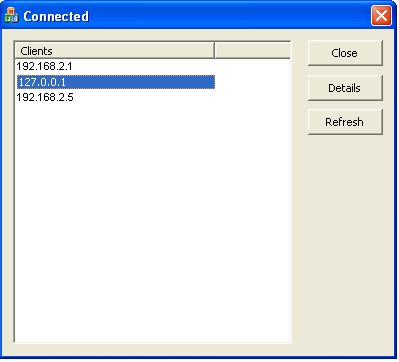 Connected
Clients
192.168.2.1
127.0.0.1
192.168.2.5
Close
Details
Refresh